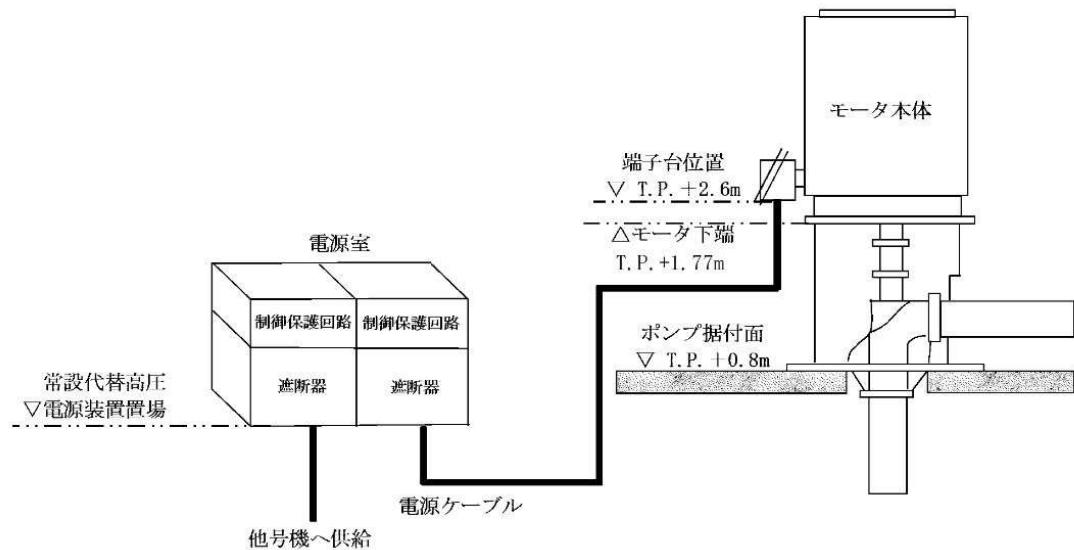 モータ本体
端子台位置
▽ T.P.+2.6m
△モータ下端
T.P.+1.77m
電源室
制御保護回路
制御保護回路
ポンプ据付面
▽ T.P.+0.8m
遮断器
遮断器
常設代替高圧
▽電源装置置場
電源ケーブル
他号機へ供給